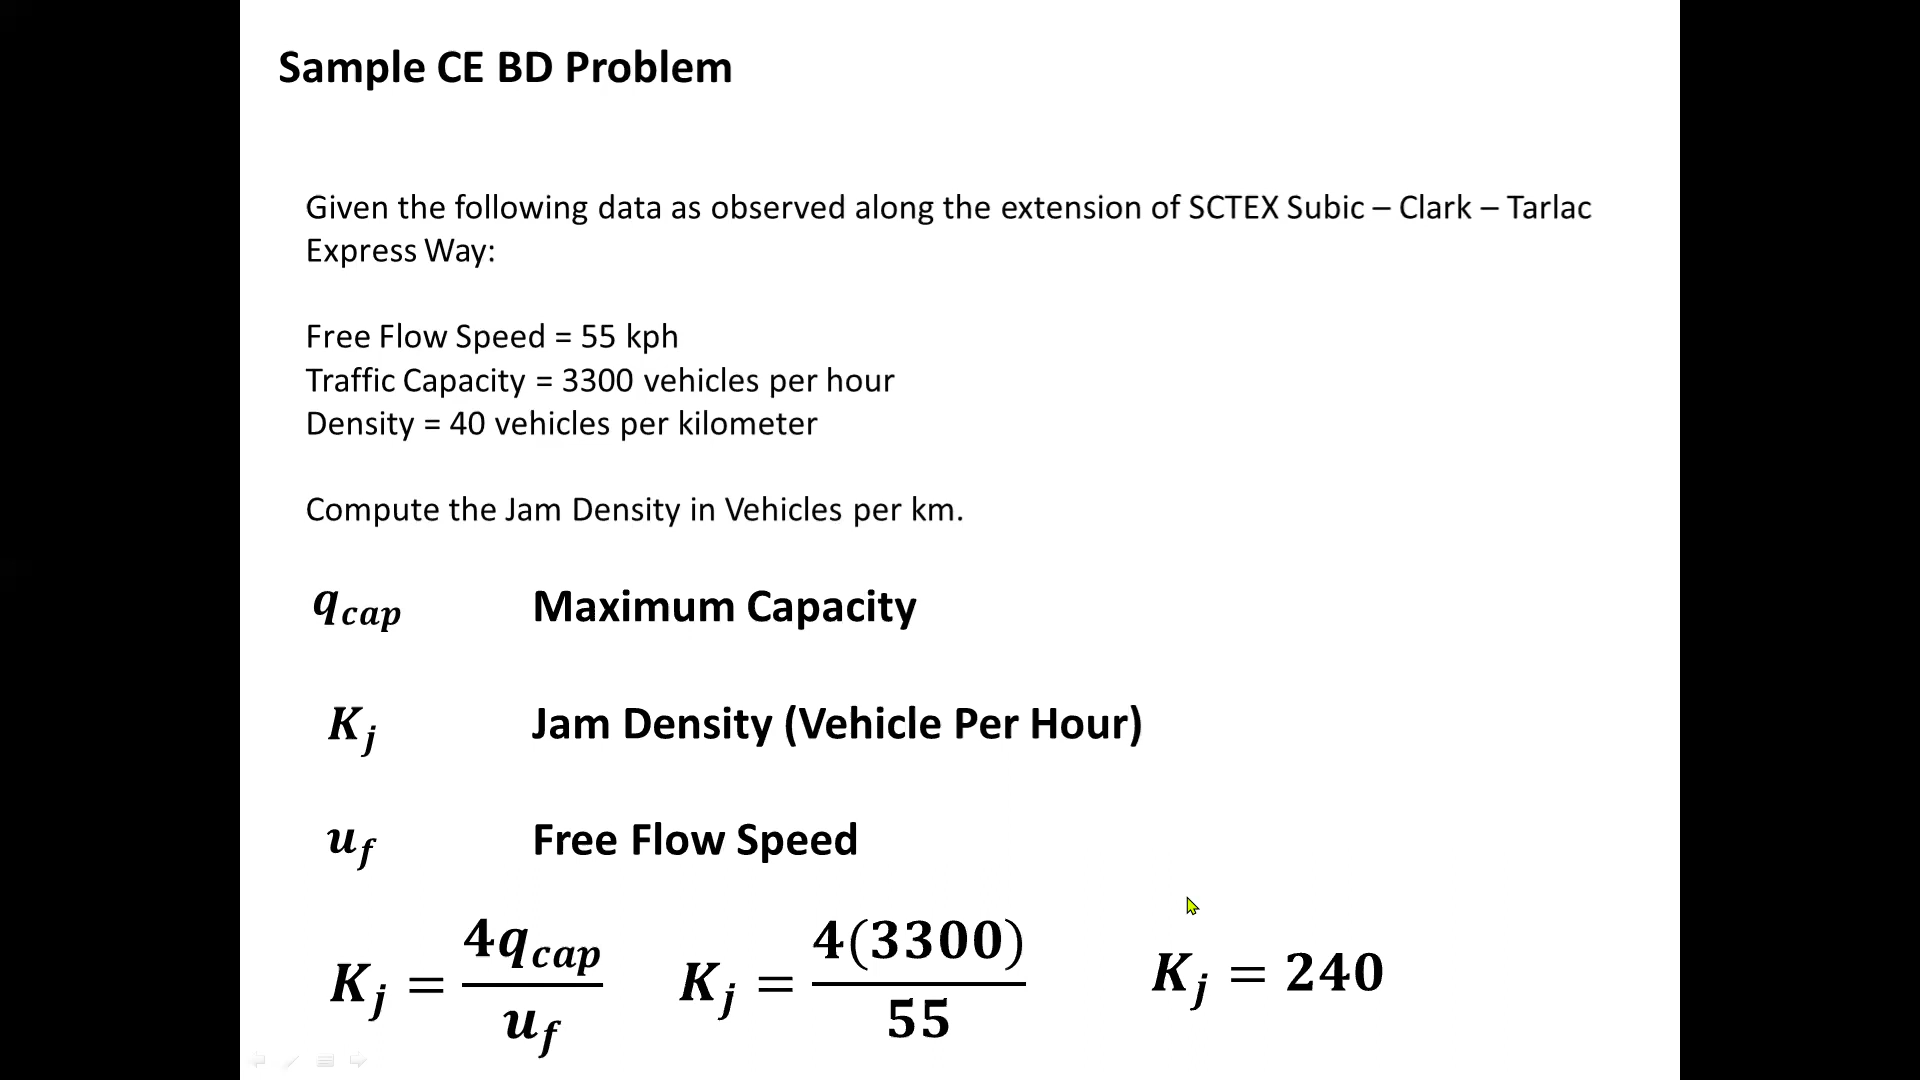 Sample CE BD Problem
Given the following data as observed along the extension of SCTEX Subic – Clark – Tarlac
Express Way:
Free Flow Speed = 55 kph
Traffic Capacity = 3300 vehicles per hour
Density = 40 vehicles per kilometer
Compute the Jam Density in Vehicles per km.
q_cap Maximum Capacity
K_j Jam Density (Vehicle Per Hour)
u_f Free Flow Speed
K_j = 4q_cap / u_f K_j = 4(3300) / 55 K_j = 240